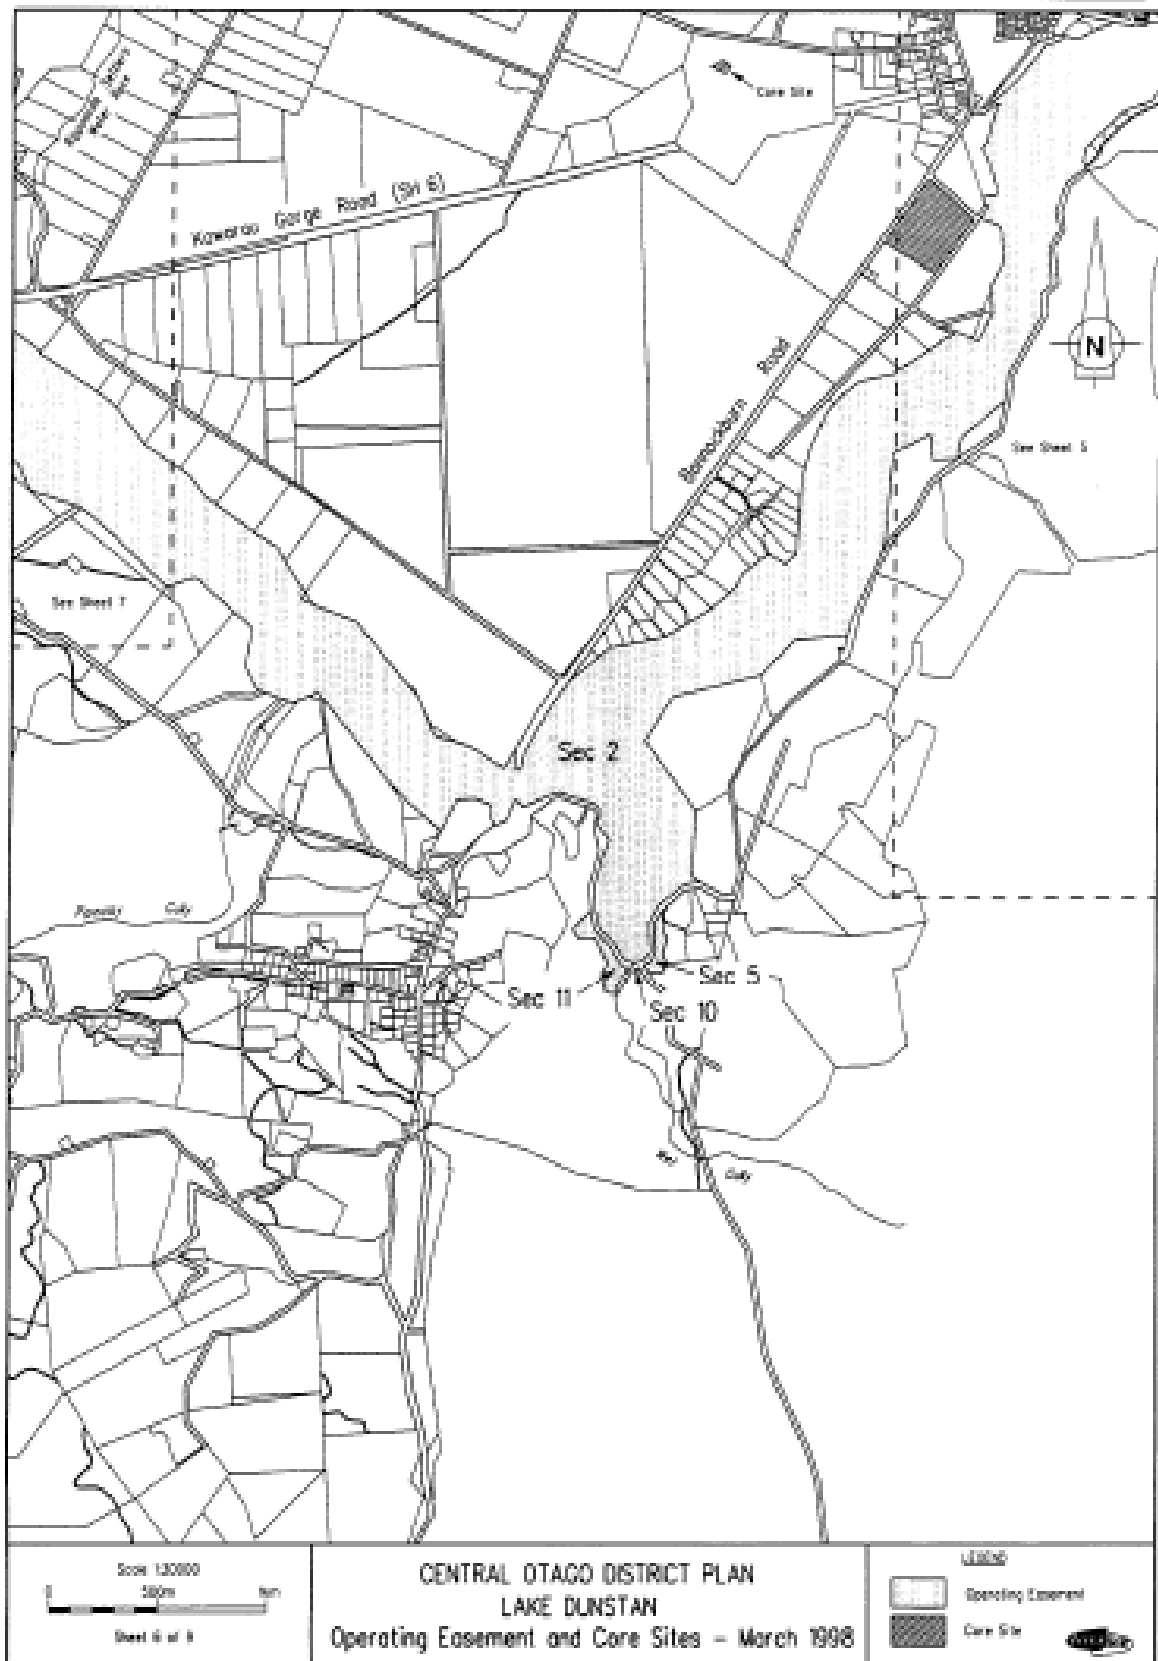 Core Site
Kawarau Gorge Road (SH 6)
Bannockburn Road
N
See Sheet 5
See Sheet 7
Sec 2
Gully
Sec 5
Sec 11
Sec 10
Gully
Scale 1:20000
0 500m 1km
Sheet 6 of 9
CENTRAL OTAGO DISTRICT PLAN
LAKE DUNSTAN
Operating Easement and Core Sites - March 1998
LEGEND
Operating Easement
Core Site